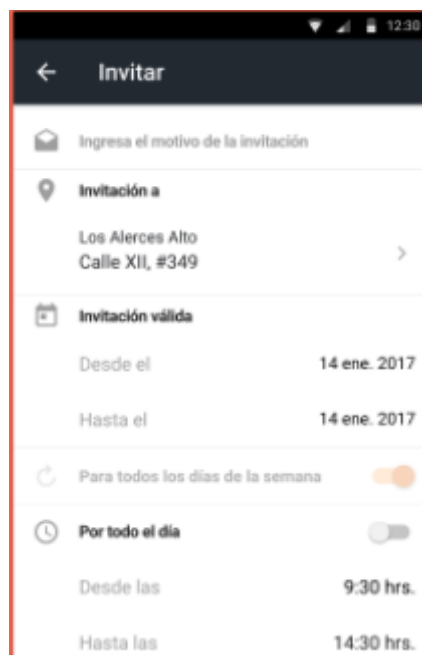 12:30
Invitar
Ingresa el motivo de la invitación
Invitación a
Los Alerces Alto
Calle XII, #349
Invitación válida
Desde el 14 ene. 2017
Hasta el 14 ene. 2017
Para todos los días de la semana
Por todo el día
Desde las 9:30 hrs.
Hasta las 14:30 hrs.